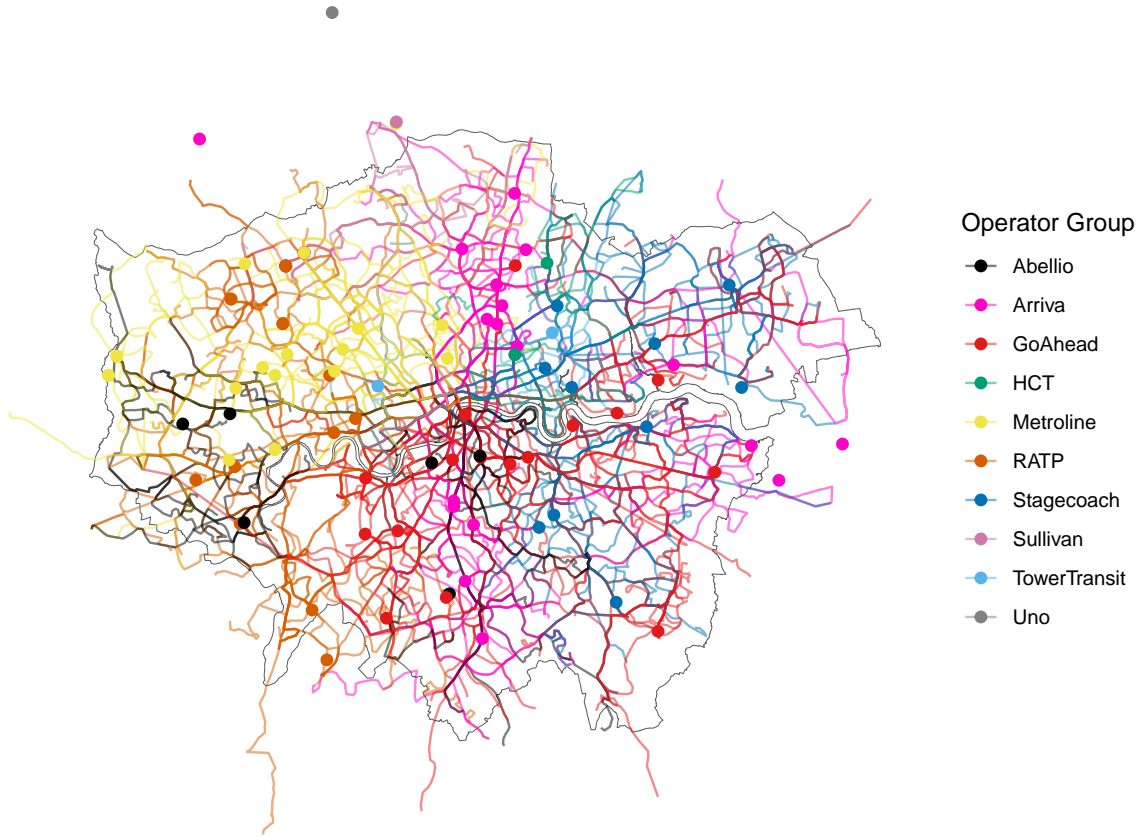 Operator Group
Abellio
Arriva
GoAhead
HCT
Metroline
RATP
Stagecoach
Sullivan
TowerTransit
Uno